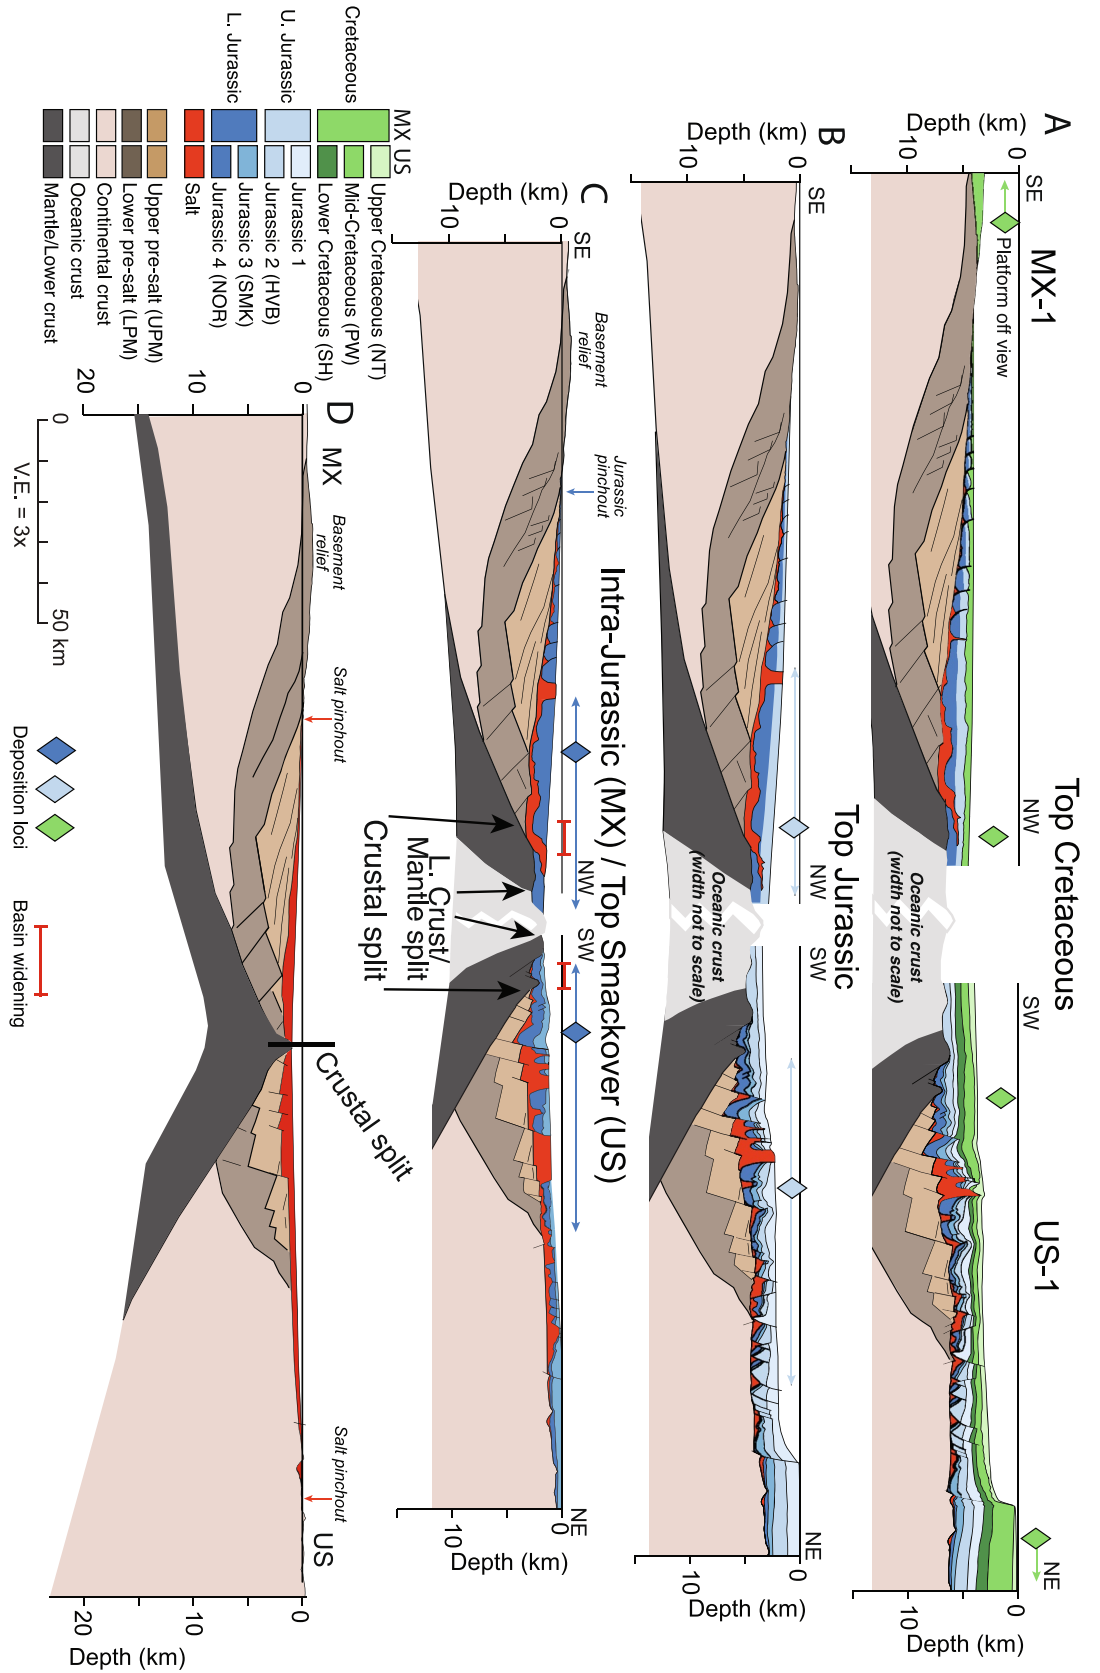 A
Depth (km)
0
10
SE
MX-1
Platform off view
Top Cretaceous
NW
SW
US-1
NE
Oceanic crust
(width not to scale)
0
10
Depth (km)
B
Depth (km)
0
10
SE
Top Jurassic
NW
SW
NE
Oceanic crust
(width not to scale)
0
10
Depth (km)
C
Depth (km)
0
10
SE
Basement
relief
Jurassic
pinchout
Intra-Jurassic (MX) / Top Smackover (US)
NW
SW
NE
L. Crust/
Mantle split
Crustal split
0
10
Depth (km)
D
0
10
20
MX
Basement
relief
Salt pinchout
Crustal split
Salt pinchout
US
0
10
20
Depth (km)
0
50 km
V.E. = 3x
Deposition loci
Basin widening
MX US
Cretaceous
Upper Cretaceous (NT)
Mid-Cretaceous (PW)
Lower Cretaceous (SH)
U. Jurassic
Jurassic 1
Jurassic 2 (HVB)
L. Jurassic
Jurassic 3 (SMK)
Jurassic 4 (NOR)
Salt
Upper pre-salt (UPM)
Lower pre-salt (LPM)
Continental crust
Oceanic crust
Mantle/Lower crust